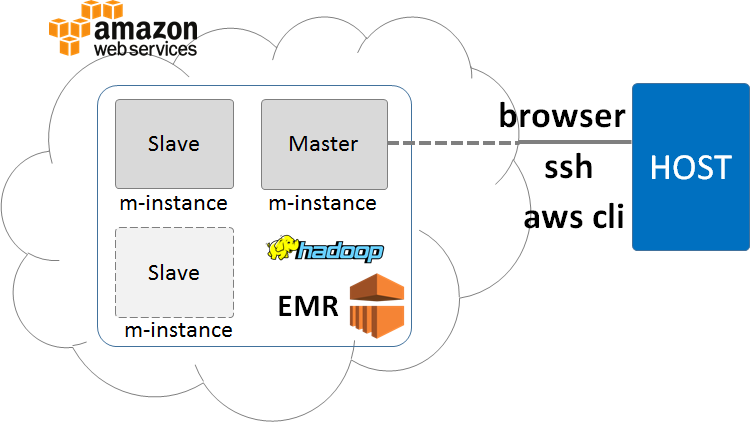 amazon
webservices
Slave
Master
browser
HOST
ssh
m-instance
m-instance
aws cli
Slave
hadoop
EMR
m-instance